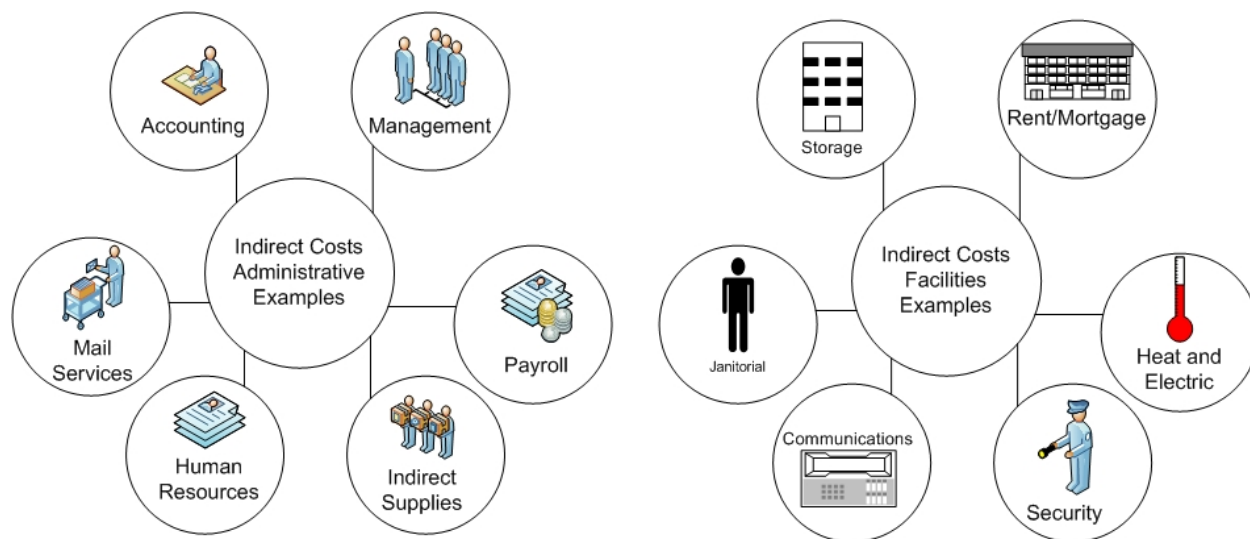 Accounting
Management
Indirect Costs
Administrative
Examples
Mail
Services
Payroll
Human
Resources
Indirect
Supplies
Storage
Rent/Mortgage
Indirect Costs
Facilities
Examples
Janitorial
Heat and
Electric
Communications
Security